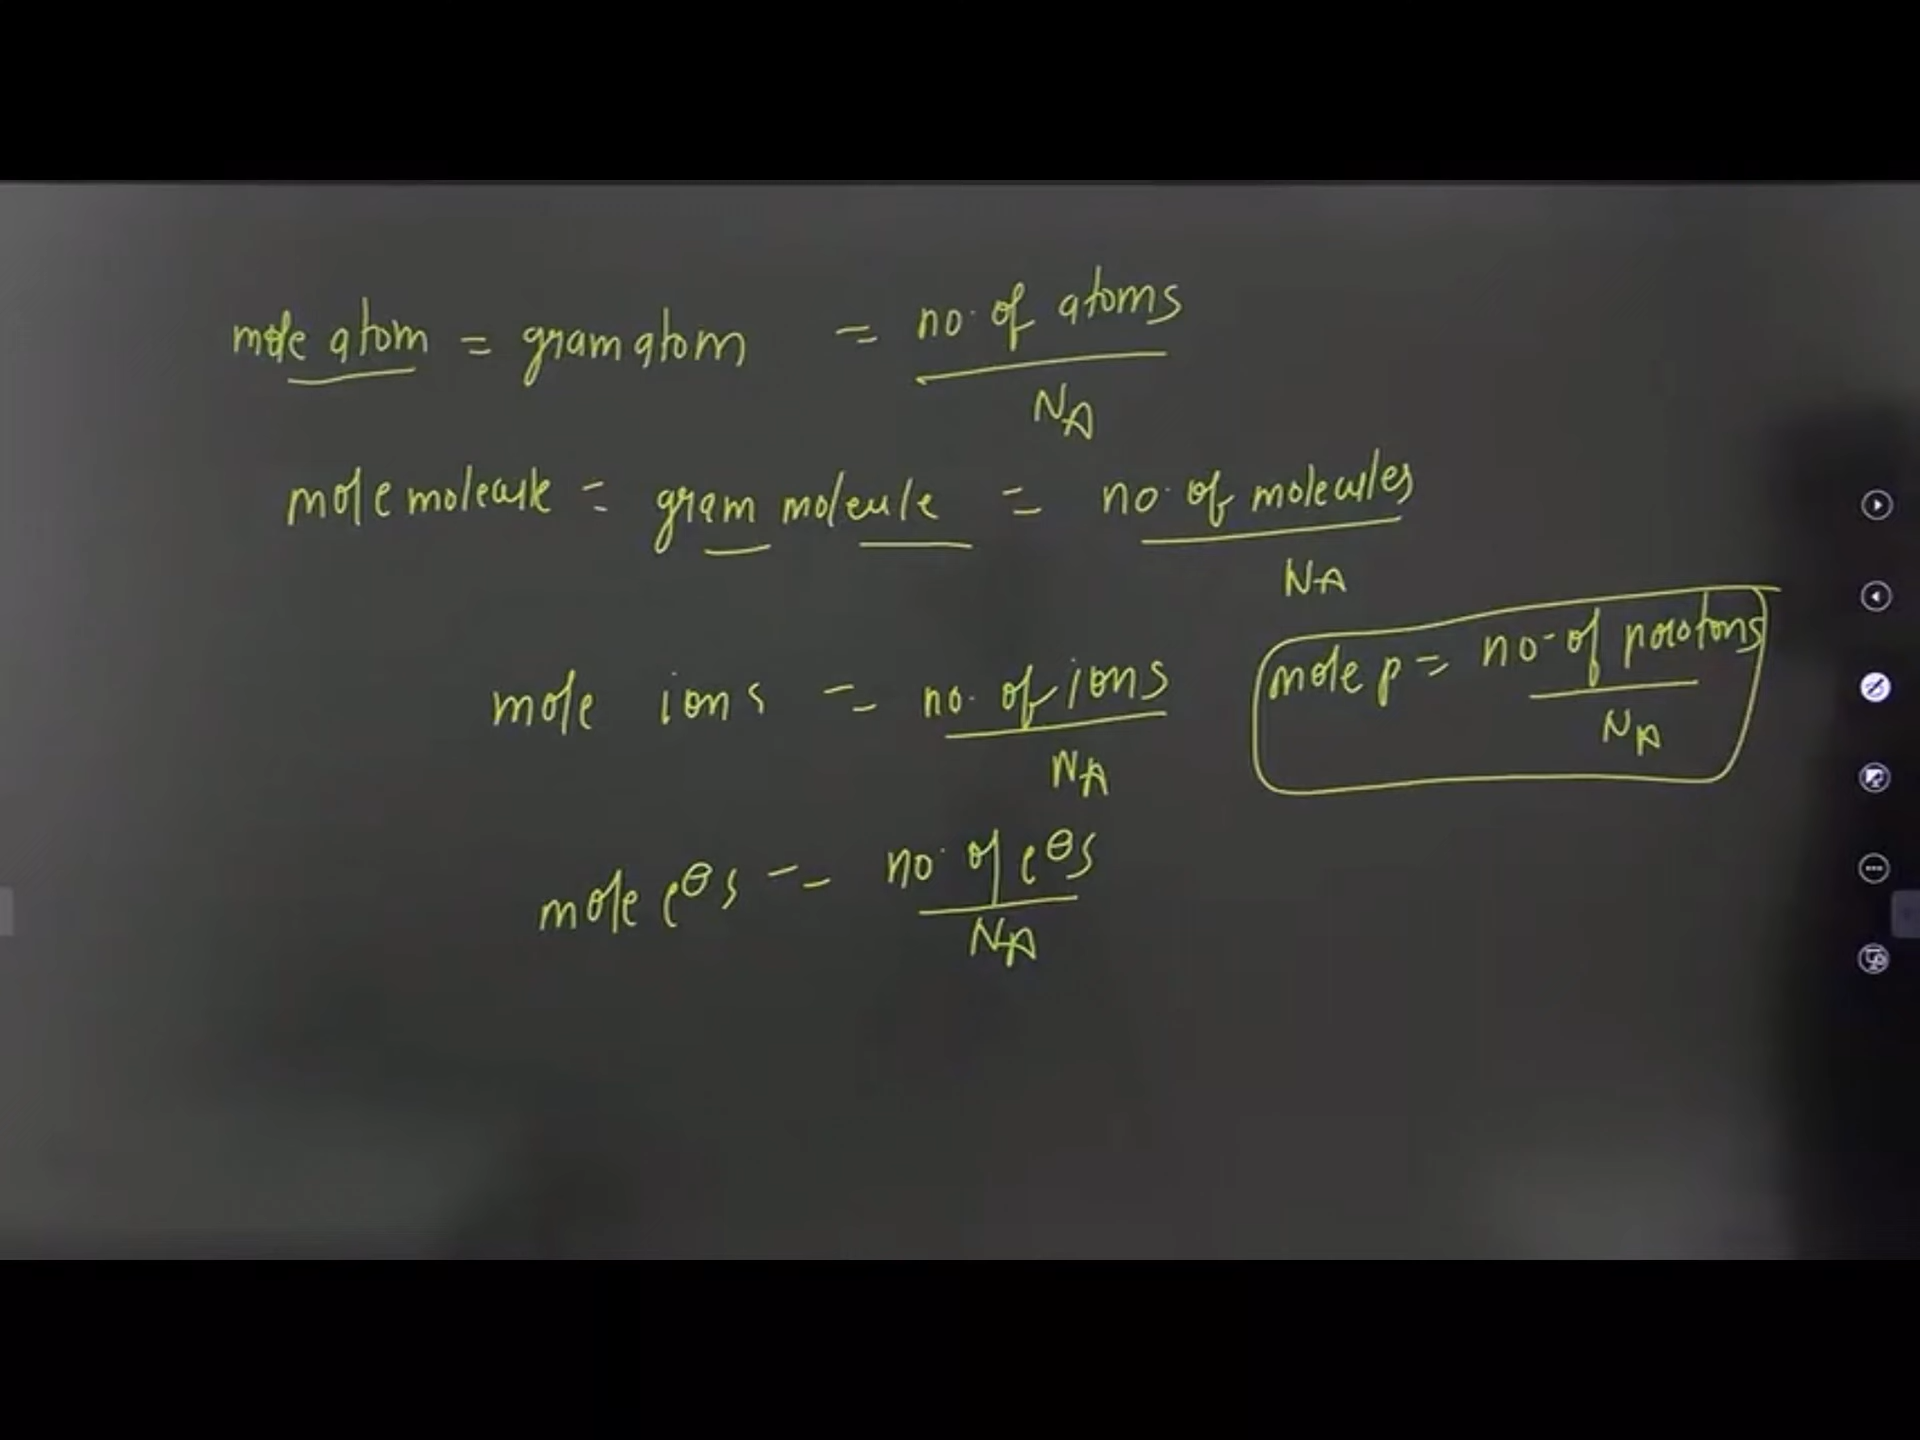 mole atom = gram atom = no. of atoms / NA
mole molecule = gram molecule = no. of molecules / NA
mole ions = no. of ions / NA
mole p = no. of protons / NA
mole e⊖s = no. of e⊖s / NA